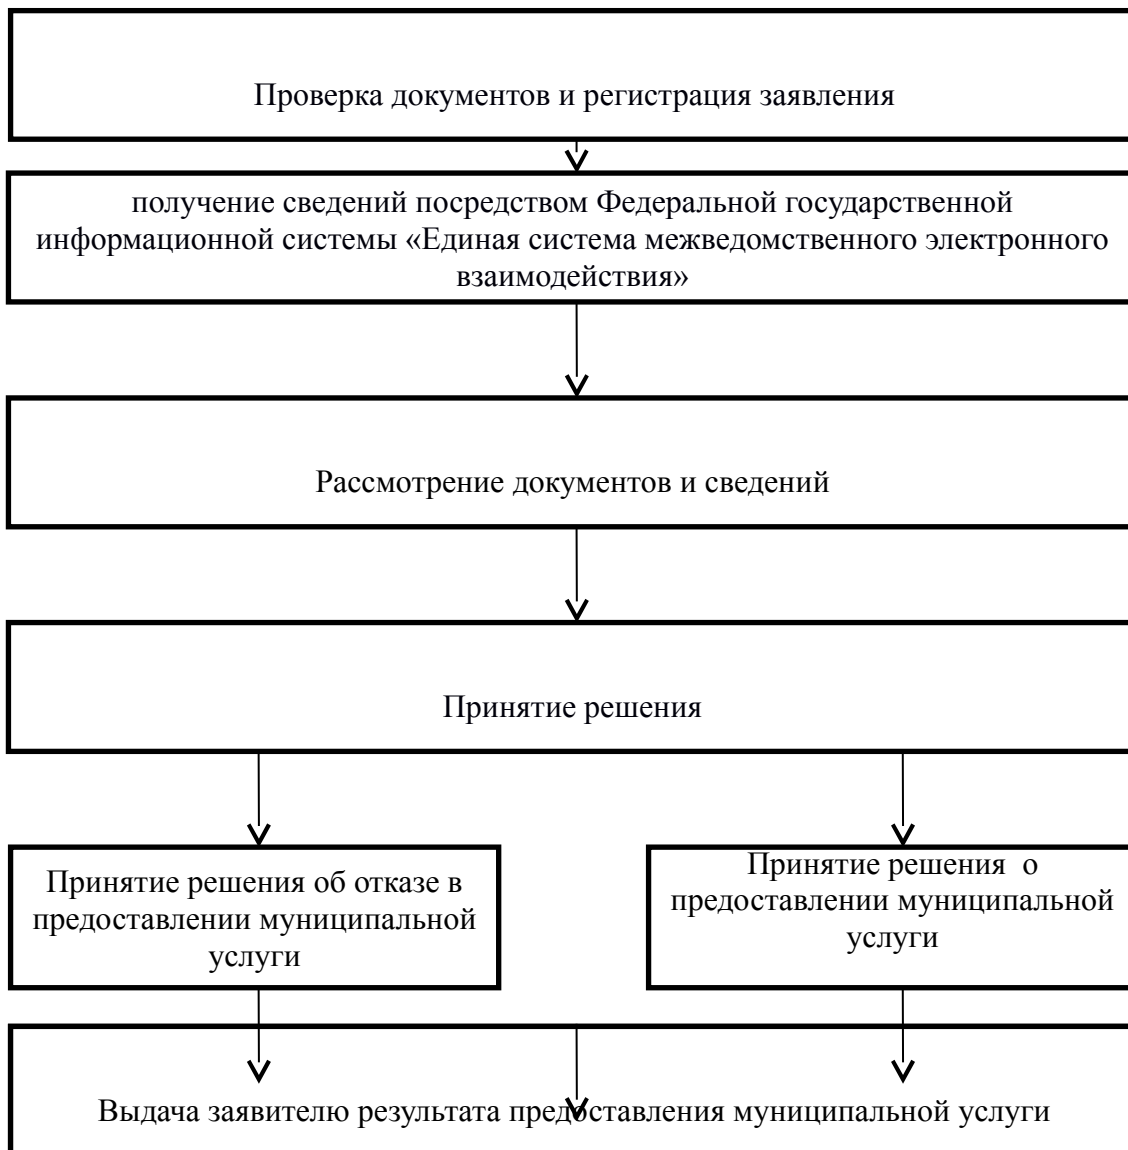 Проверка документов и регистрация заявления
получение сведений посредством Федеральной государственной
информационной системы «Единая система межведомственного электронного
взаимодействия»
Рассмотрение документов и сведений
Принятие решения
Принятие решения об отказе в
предоставлении муниципальной
услуги
Принятие решения о
предоставлении муниципальной
услуги
Выдача заявителю результата предоставления муниципальной услуги